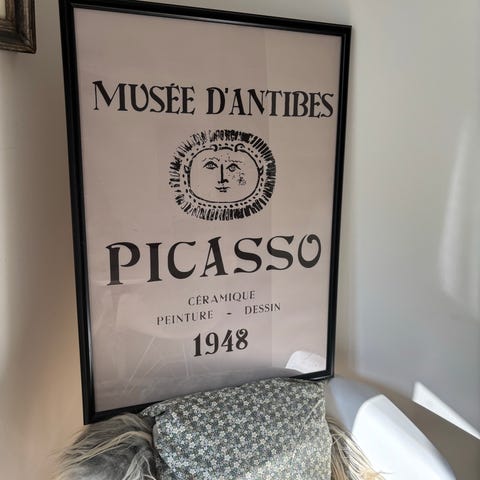 MUSÉE D'ANTIBES
PICASSO
CÉRAMIQUE
PEINTURE - DESSIN
1948